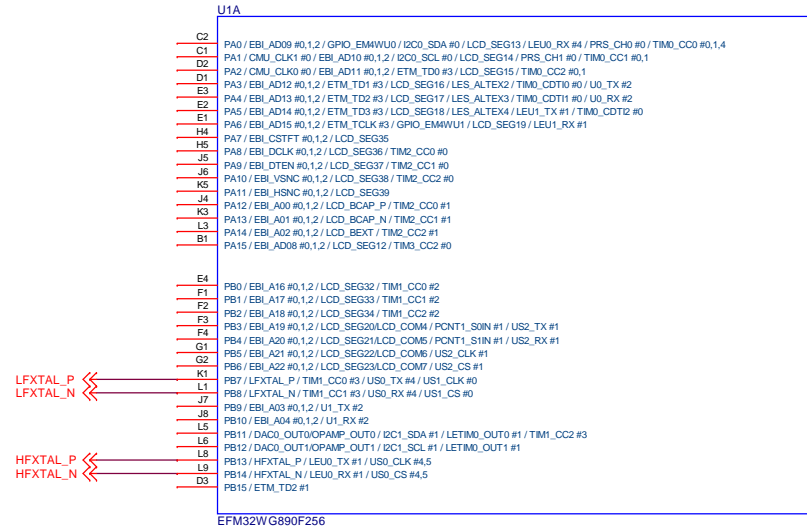 U1A
C2 PA0 / EBI_AD09 #0,1,2 / GPIO_EM4WU0 / I2C0_SDA #0 / LCD_SEG13 / LEU0_RX #4 / PRS_CH0 #0 / TIM0_CC0 #0,1,4
C1 PA1 / CMU_CLK1 #0 / EBI_AD10 #0,1,2 / I2C0_SCL #0 / LCD_SEG14 / PRS_CH1 #0 / TIM0_CC1 #0,1
D2 PA2 / CMU_CLK0 #0 / EBI_AD11 #0,1,2 / ETM_TD0 #3 / LCD_SEG15 / TIM0_CC2 #0,1
D1 PA3 / EBI_AD12 #0,1,2 / ETM_TD1 #3 / LCD_SEG16 / LES_ALTEX2 / TIM0_CDTI0 #0 / U0_TX #2
E3 PA4 / EBI_AD13 #0,1,2 / ETM_TD2 #3 / LCD_SEG17 / LES_ALTEX3 / TIM0_CDTI1 #0 / U0_RX #2
E2 PA5 / EBI_AD14 #0,1,2 / ETM_TD3 #3 / LCD_SEG18 / LES_ALTEX4 / LEU1_TX #1 / TIM0_CDTI2 #0
E1 PA6 / EBI_AD15 #0,1,2 / ETM_TCLK #3 / GPIO_EM4WU1 / LCD_SEG19 / LEU1_RX #1
H4 PA7 / EBI_CSTFT #0,1,2 / LCD_SEG35
H5 PA8 / EBI_DCLK #0,1,2 / LCD_SEG36 / TIM2_CC0 #0
J5 PA9 / EBI_DTEN #0,1,2 / LCD_SEG37 / TIM2_CC1 #0
J6 PA10 / EBI_VSNC #0,1,2 / LCD_SEG38 / TIM2_CC2 #0
K5 PA11 / EBI_HSNC #0,1,2 / LCD_SEG39
J4 PA12 / EBI_A00 #0,1,2 / LCD_BCAP_P / TIM2_CC0 #1
K3 PA13 / EBI_A01 #0,1,2 / LCD_BCAP_N / TIM2_CC1 #1
L3 PA14 / EBI_A02 #0,1,2 / LCD_BEXT / TIM2_CC2 #1
B1 PA15 / EBI_AD08 #0,1,2 / LCD_SEG12 / TIM3_CC2 #0
E4 PB0 / EBI_A16 #0,1,2 / LCD_SEG32 / TIM1_CC0 #2
F1 PB1 / EBI_A17 #0,1,2 / LCD_SEG33 / TIM1_CC1 #2
F2 PB2 / EBI_A18 #0,1,2 / LCD_SEG34 / TIM1_CC2 #2
F3 PB3 / EBI_A19 #0,1,2 / LCD_SEG20/LCD_COM4 / PCNT1_S0IN #1 / US2_TX #1
F4 PB4 / EBI_A20 #0,1,2 / LCD_SEG21/LCD_COM5 / PCNT1_S1IN #1 / US2_RX #1
G1 PB5 / EBI_A21 #0,1,2 / LCD_SEG22/LCD_COM6 / US2_CLK #1
G2 PB6 / EBI_A22 #0,1,2 / LCD_SEG23/LCD_COM7 / US2_CS #1
LFXTAL_P K1 PB7 / LFXTAL_P / TIM1_CC0 #3 / US0_TX #4 / US1_CLK #0
LFXTAL_N L1 PB8 / LFXTAL_N / TIM1_CC1 #3 / US0_RX #4 / US1_CS #0
J7 PB9 / EBI_A03 #0,1,2 / U1_TX #2
J8 PB10 / EBI_A04 #0,1,2 / U1_RX #2
L5 PB11 / DAC0_OUT0/OPAMP_OUT0 / I2C1_SDA #1 / LETIM0_OUT0 #1 / TIM1_CC2 #3
L6 PB12 / DAC0_OUT1/OPAMP_OUT1 / I2C1_SCL #1 / LETIM0_OUT1 #1
HFXTAL_P L8 PB13 / HFXTAL_P / LEU0_TX #1 / US0_CLK #4,5
HFXTAL_N L9 PB14 / HFXTAL_N / LEU0_RX #1 / US0_CS #4,5
D3 PB15 / ETM_TD2 #1
EFM32WG890F256